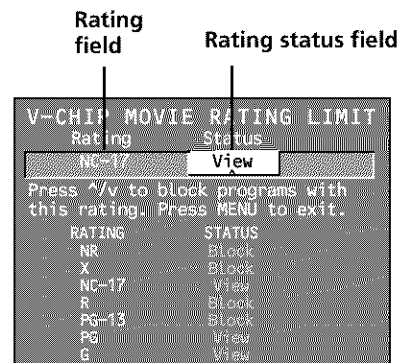 Rating field
Rating status field
V-CHIP MOVIE RATING LIMIT
Rating Status
NC-17 View
Press ^/v to block programs with
this rating. Press MENU to exit.
RATING STATUS
NR Block
X Block
NC-17 View
R Block
PG-13 Block
PG View
G View